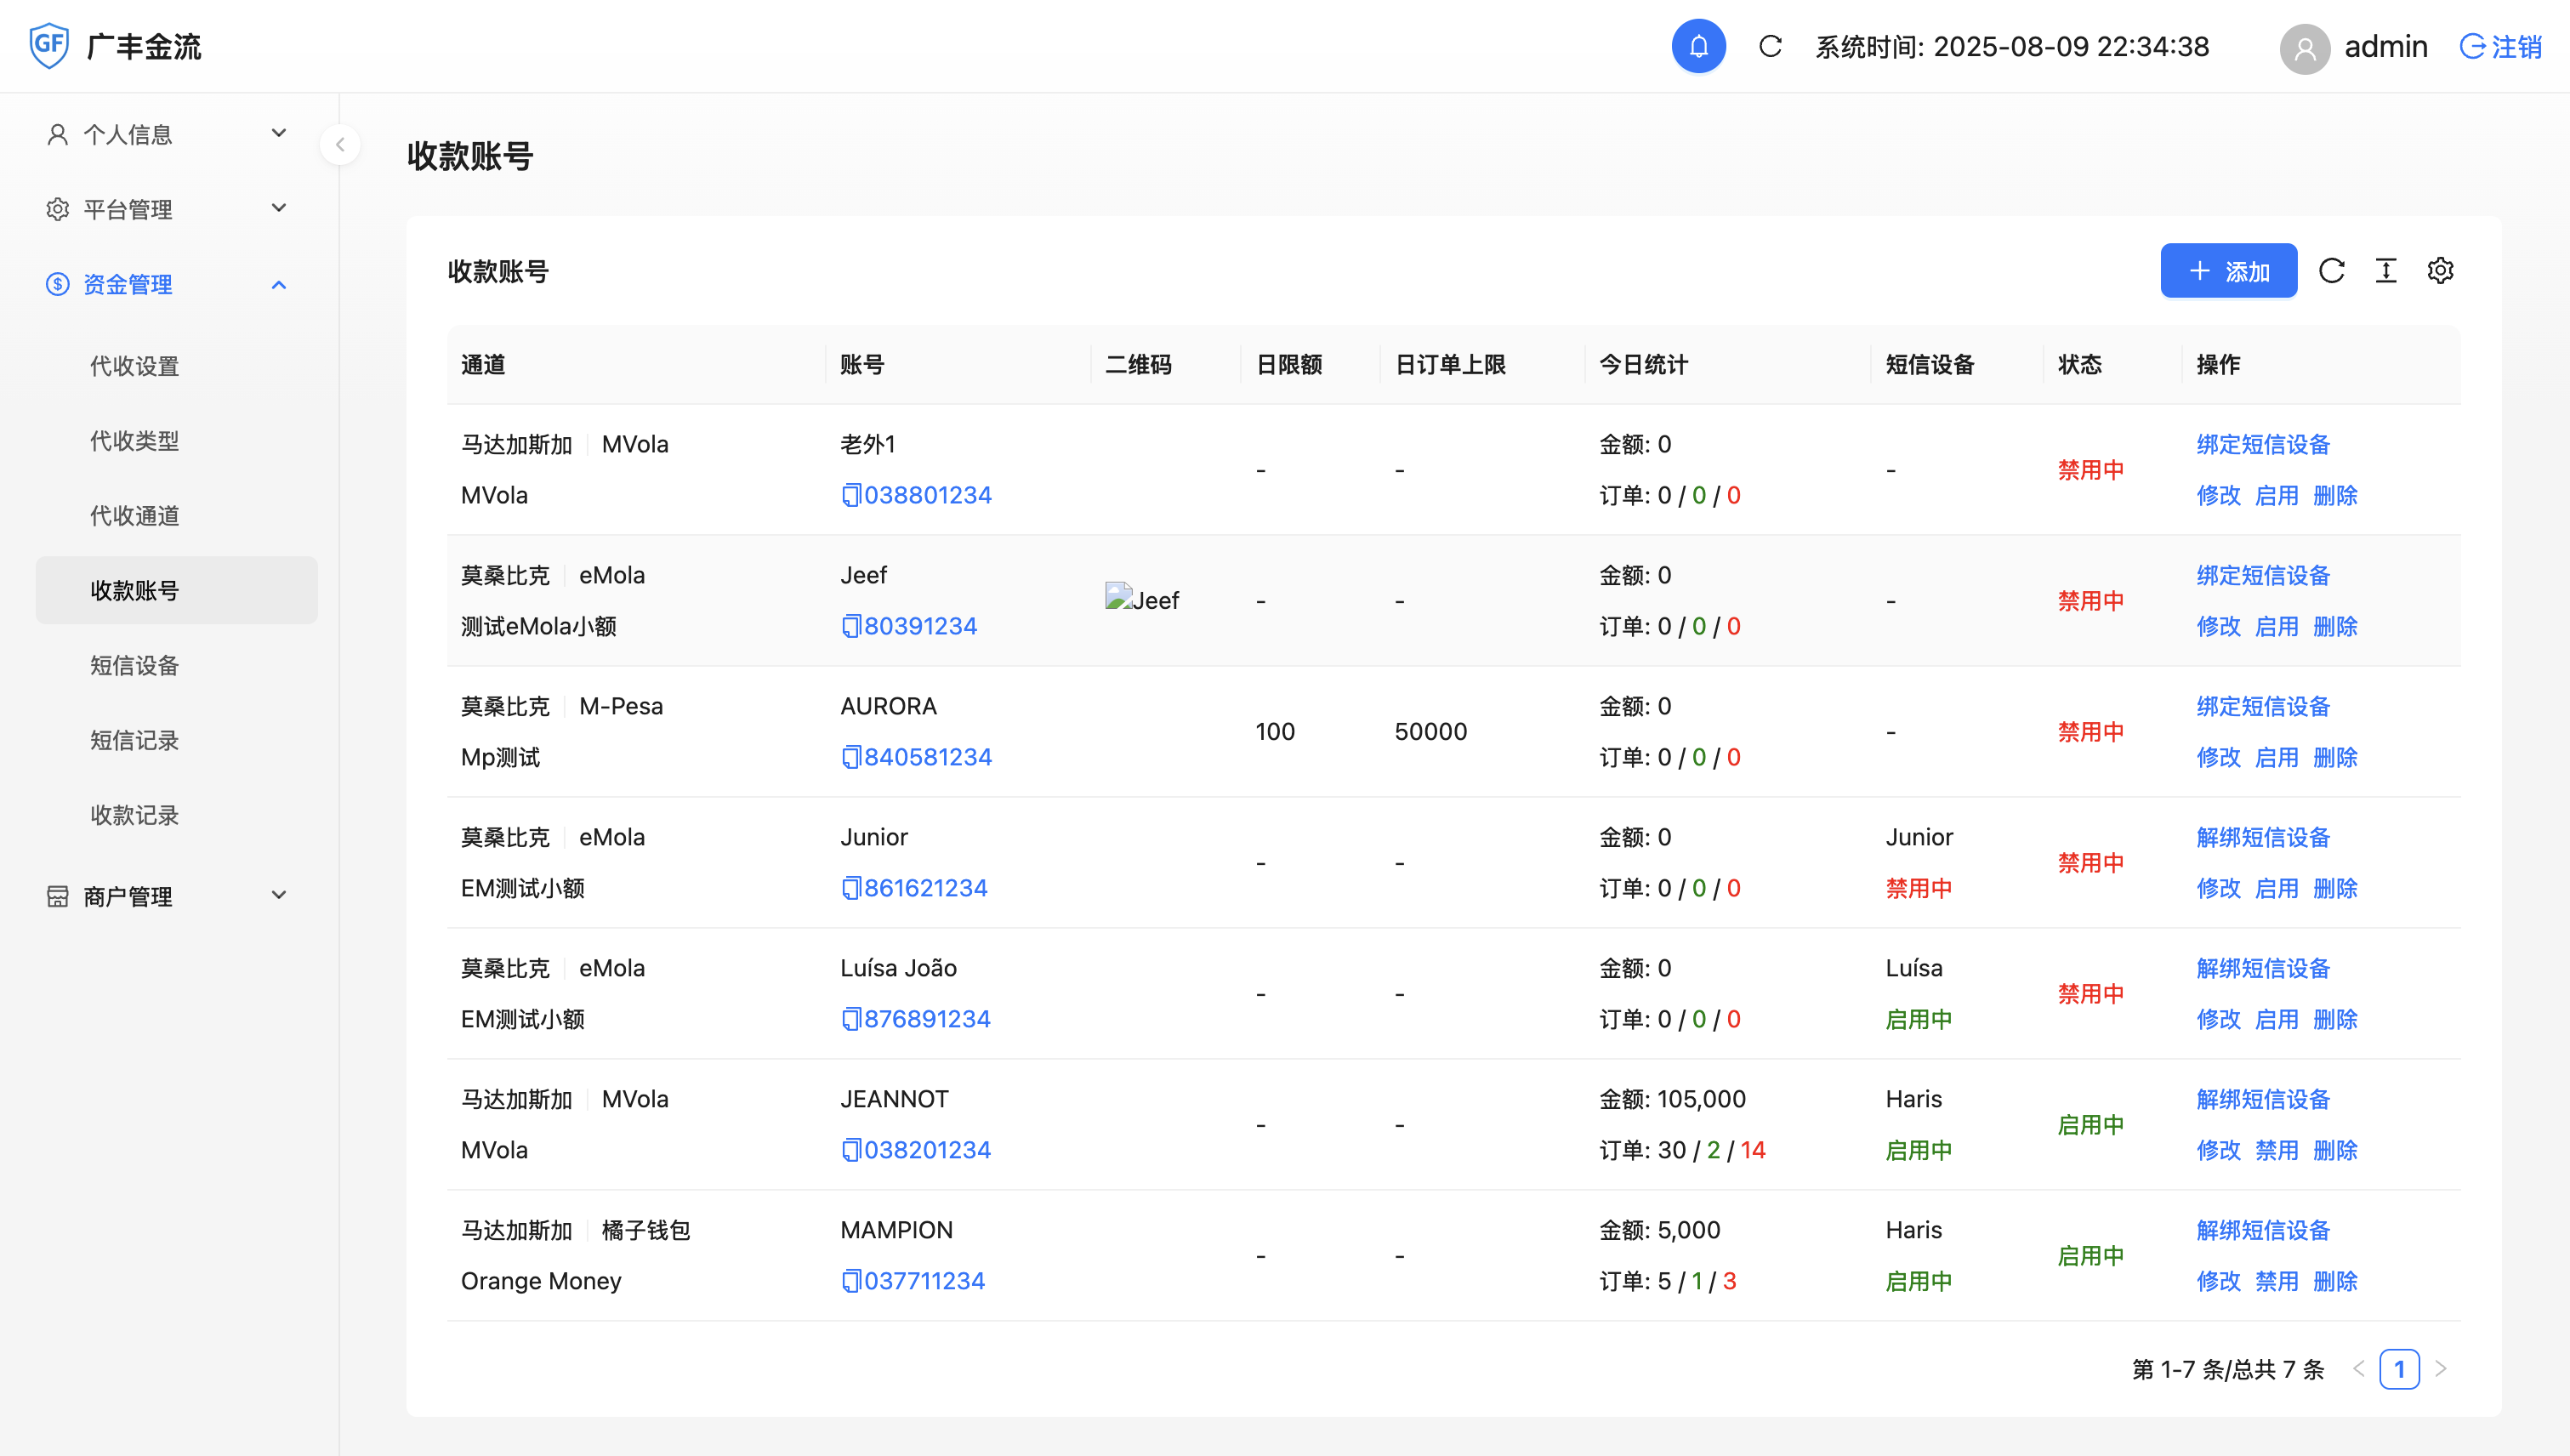 GF 广丰金流
系统时间: 2025-08-09 22:34:38
admin
注销
个人信息
平台管理
资金管理
代收设置
代收类型
代收通道
收款账号
短信设备
短信记录
收款记录
商户管理
收款账号
收款账号
添加
通道 账号 二维码 日限额 日订单上限 今日统计 短信设备 状态 操作
马达加斯加 MVola 老外1 金额: 0 绑定短信设备
- - - 禁用中
MVola 038801234 订单: 0 / 0 / 0 修改 启用 删除
莫桑比克 eMola Jeef 金额: 0 绑定短信设备
Jeef - - - 禁用中
测试eMola小额 80391234 订单: 0 / 0 / 0 修改 启用 删除
莫桑比克 M-Pesa AURORA 金额: 0 绑定短信设备
100 50000 - 禁用中
Mp测试 840581234 订单: 0 / 0 / 0 修改 启用 删除
莫桑比克 eMola Junior 金额: 0 Junior 解绑短信设备
- - 禁用中
EM测试小额 861621234 订单: 0 / 0 / 0 禁用中 修改 启用 删除
莫桑比克 eMola Luísa João 金额: 0 Luísa 解绑短信设备
- - 禁用中
EM测试小额 876891234 订单: 0 / 0 / 0 启用中 修改 启用 删除
马达加斯加 MVola JEANNOT 金额: 105,000 Haris 解绑短信设备
- - 启用中
MVola 038201234 订单: 30 / 2 / 14 启用中 修改 禁用 删除
马达加斯加 橘子钱包 MAMPION 金额: 5,000 Haris 解绑短信设备
- - 启用中
Orange Money 037711234 订单: 5 / 1 / 3 启用中 修改 禁用 删除
第 1-7 条/总共 7 条 < 1 >